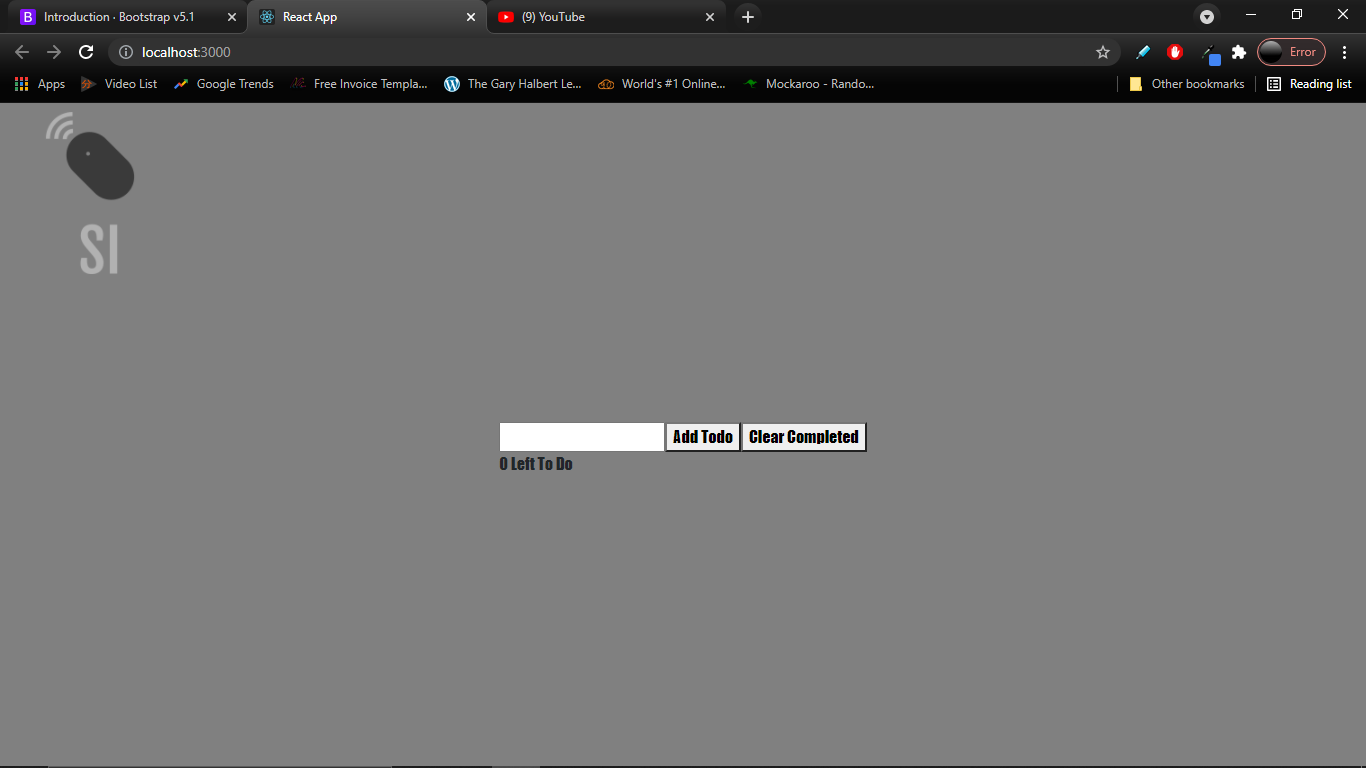 B Introduction · Bootstrap v5.1
React App
(9) YouTube
localhost:3000
Error
Apps
Video List
Google Trends
Free Invoice Templa...
The Gary Halbert Le...
World's #1 Online...
Mockaroo - Rando...
Other bookmarks
Reading list
SI
Add Todo
Clear Completed
0 Left To Do